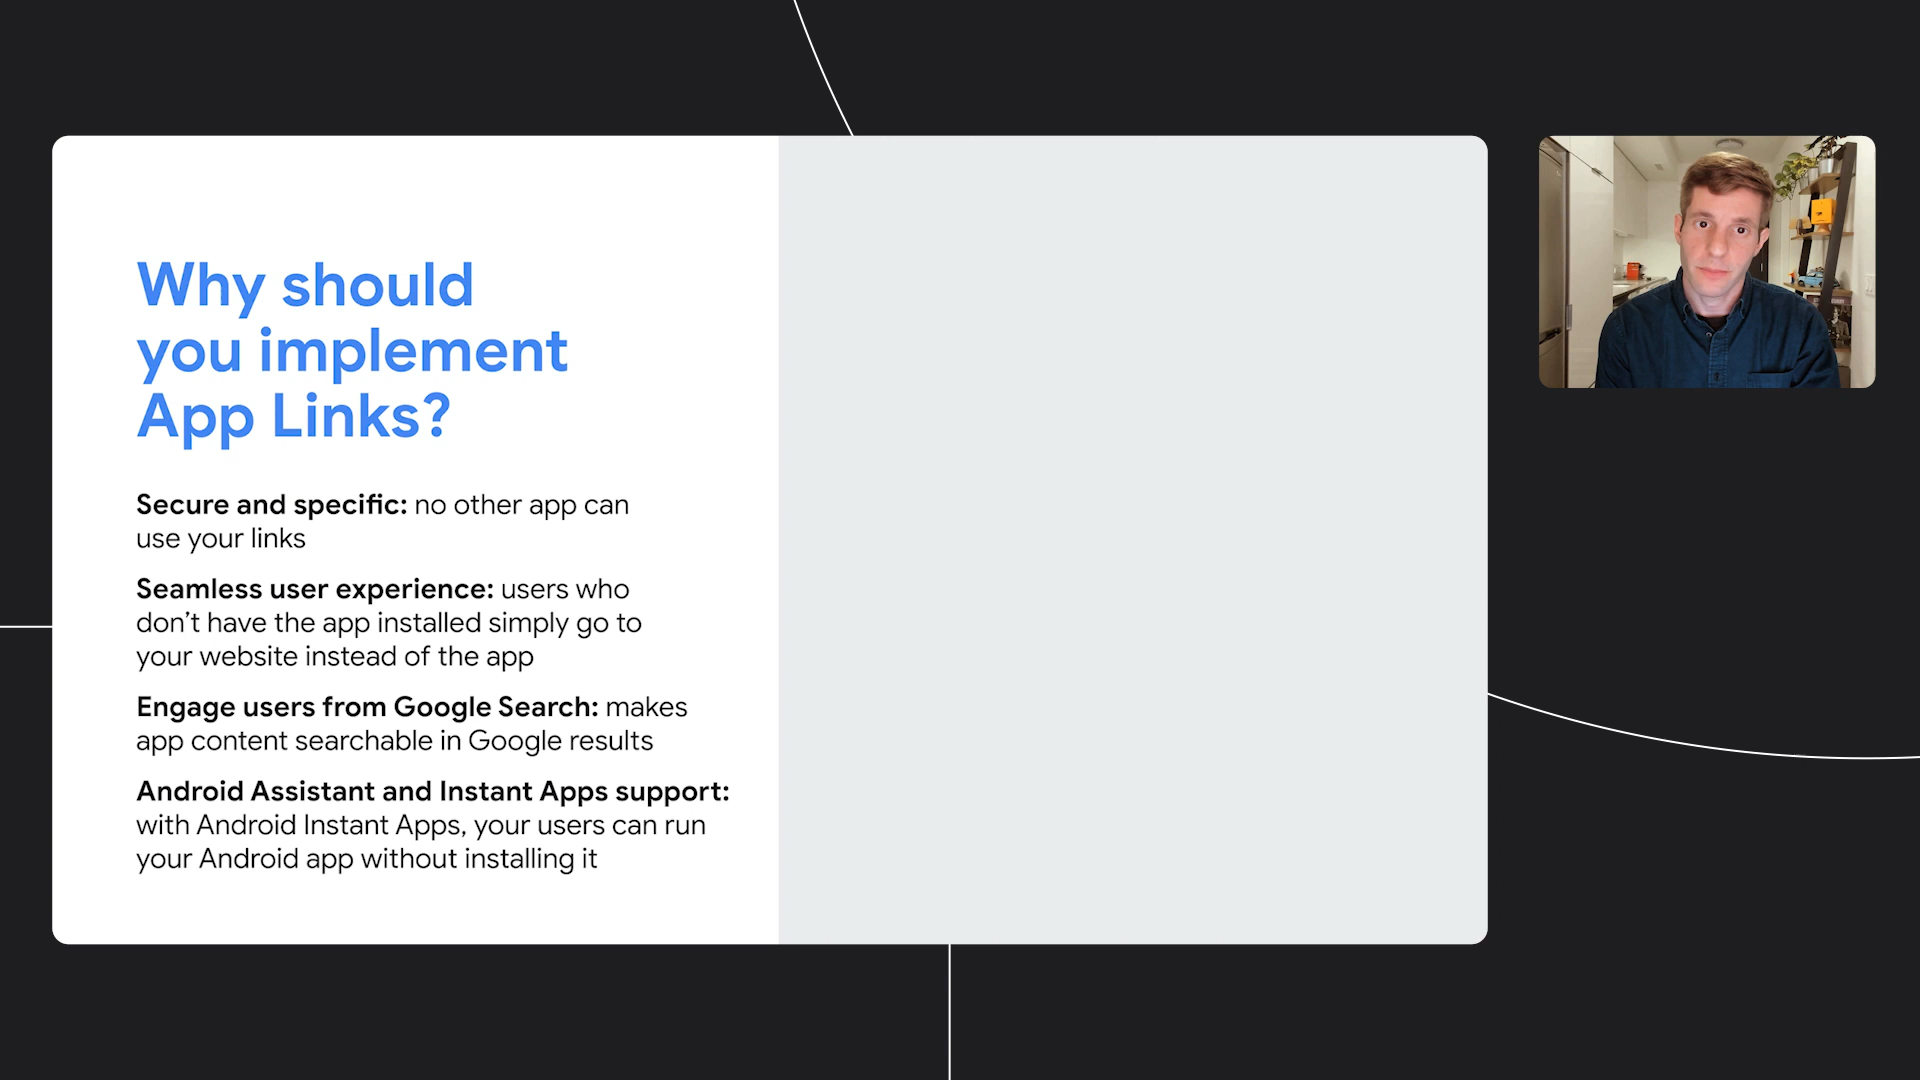 Why should
you implement
App Links?
Secure and specific: no other app can
use your links
Seamless user experience: users who
don’t have the app installed simply go to
your website instead of the app
Engage users from Google Search: makes
app content searchable in Google results
Android Assistant and Instant Apps support:
with Android Instant Apps, your users can run
your Android app without installing it